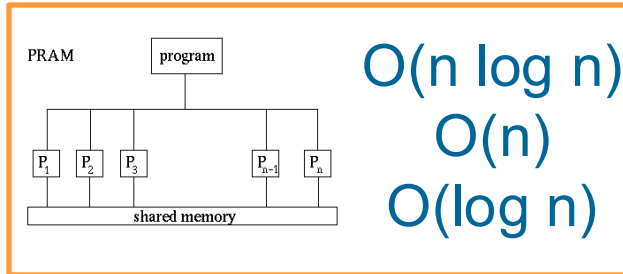 PRAM
program
P1 P2 P3 Pn-1 Pn
shared memory
O(n log n)
O(n)
O(log n)